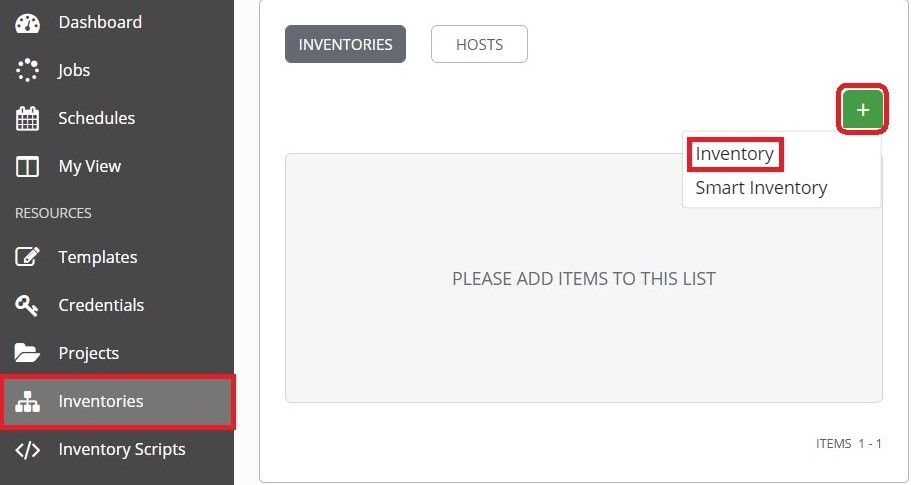 Dashboard
Jobs
Schedules
My View
RESOURCES
Templates
Credentials
Projects
Inventories
Inventory Scripts
INVENTORIES
HOSTS
+
Inventory
Smart Inventory
PLEASE ADD ITEMS TO THIS LIST
ITEMS 1 - 1